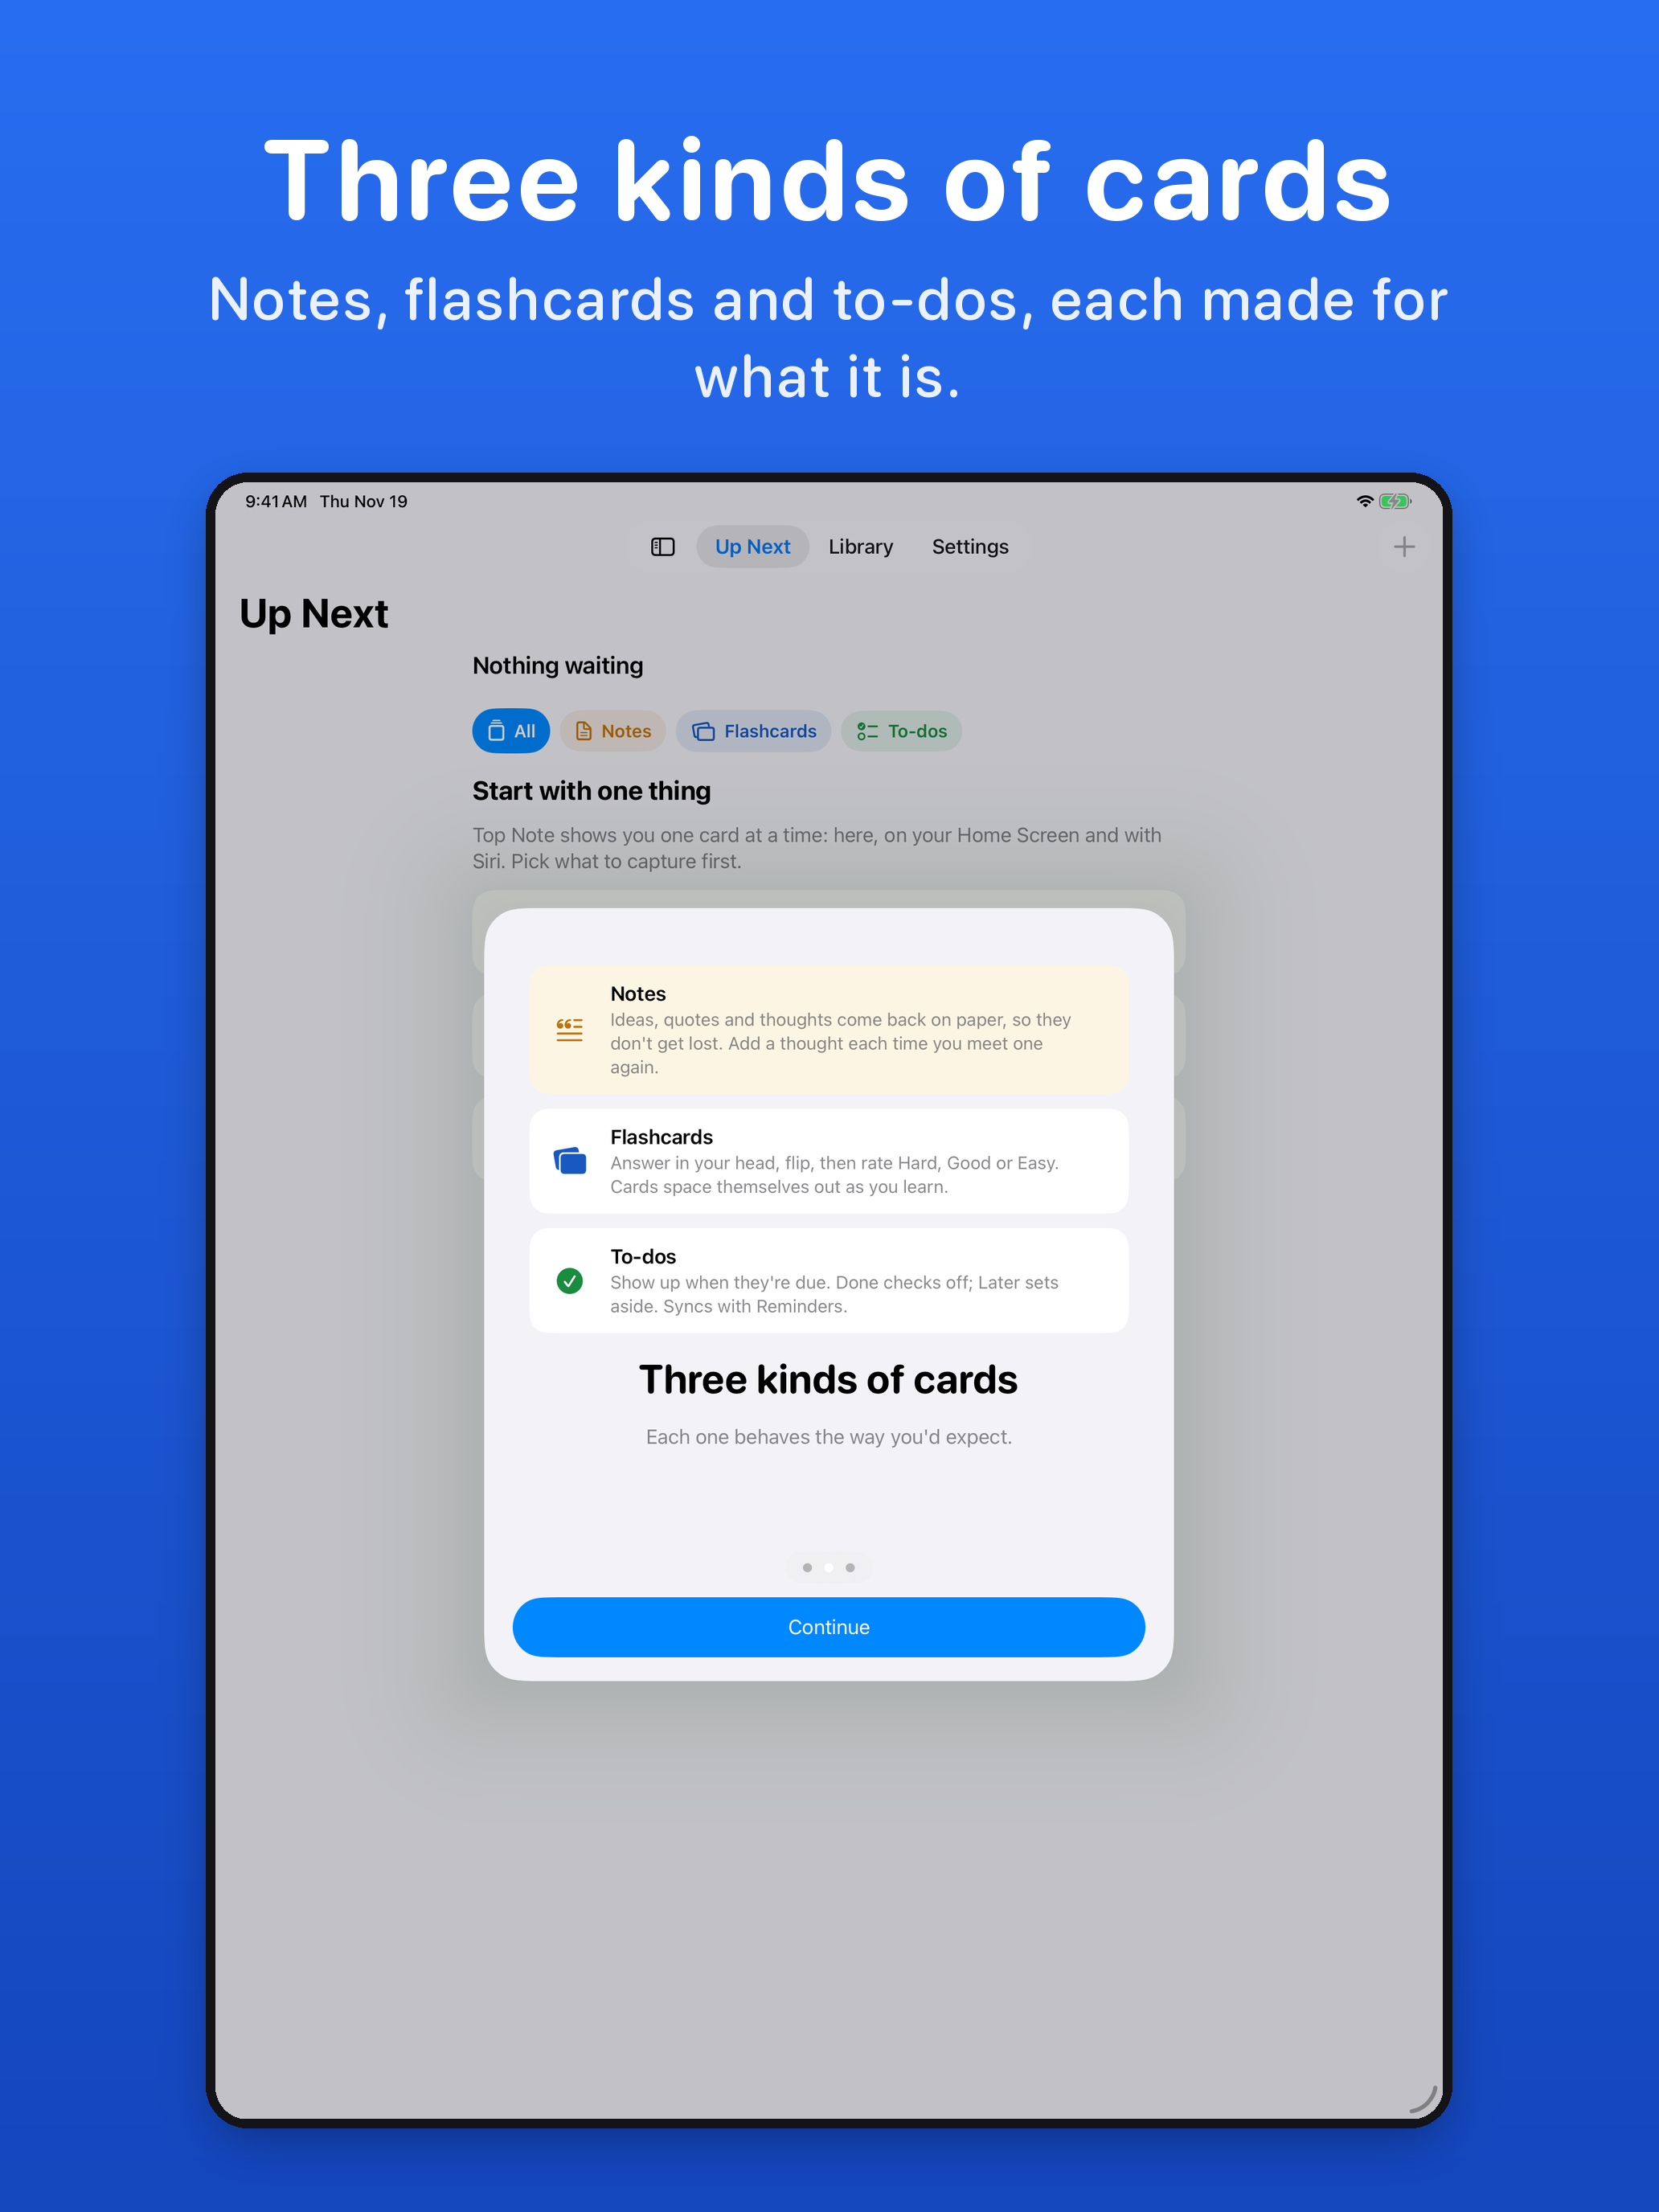 Three kinds of cards
Notes, flashcards and to-dos, each made for
what it is.
9:41 AM Thu Nov 19
Up Next Library Settings
Up Next
Nothing waiting
All Notes Flashcards To-dos
Start with one thing
Top Note shows you one card at a time: here, on your Home Screen and with
Siri. Pick what to capture first.
Notes
Ideas, quotes and thoughts come back on paper, so they
don't get lost. Add a thought each time you meet one
again.
Flashcards
Answer in your head, flip, then rate Hard, Good or Easy.
Cards space themselves out as you learn.
To-dos
Show up when they're due. Done checks off; Later sets
aside. Syncs with Reminders.
Three kinds of cards
Each one behaves the way you'd expect.
Continue